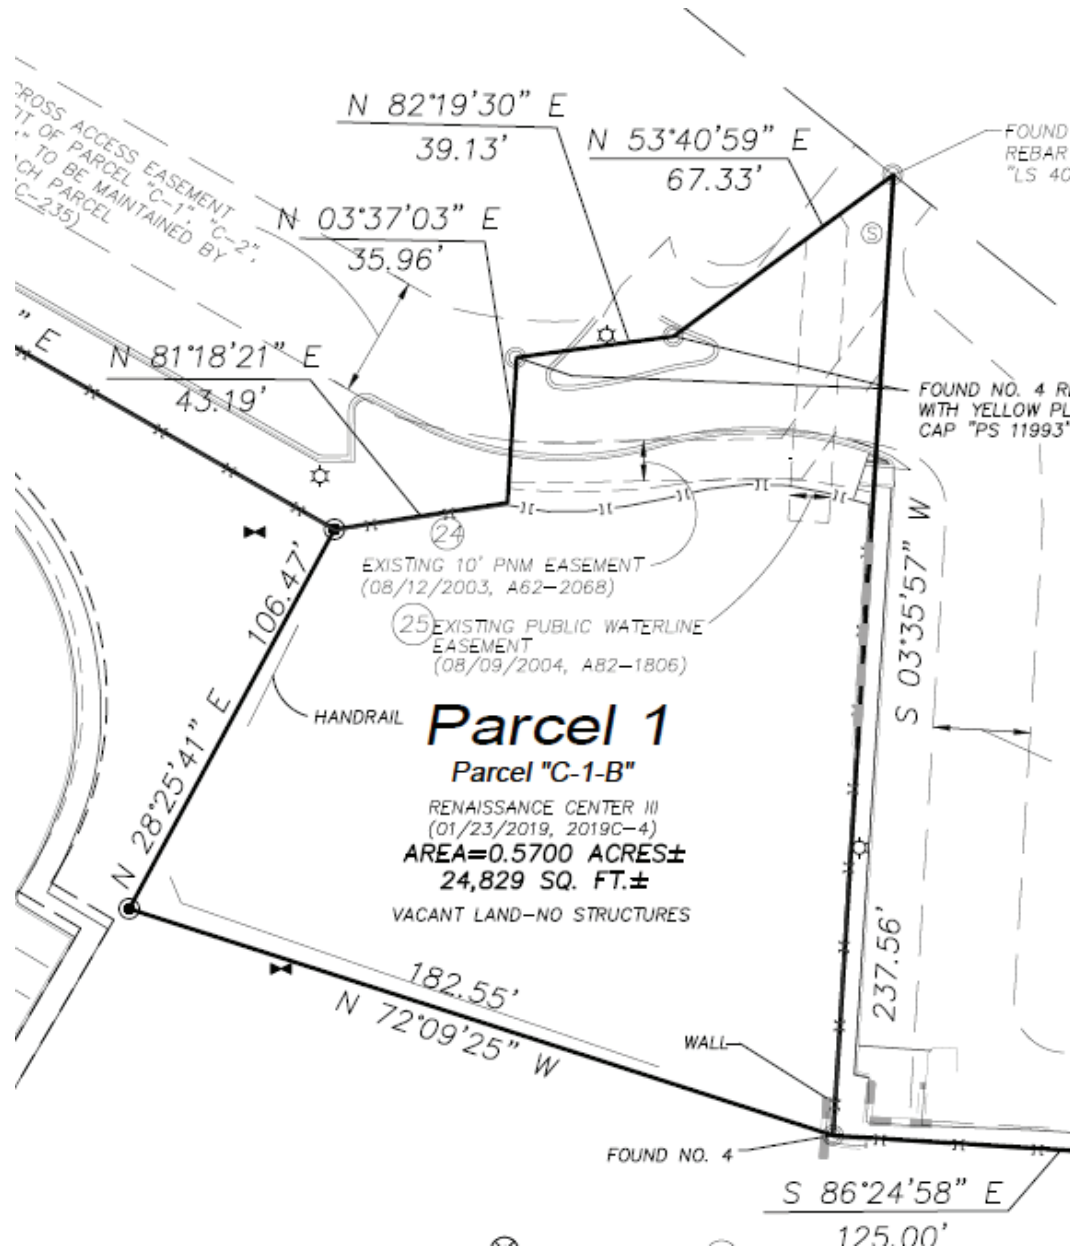 N 82°19'30" E
39.13'
N 53°40'59" E
67.33'
FOUND
REBAR
"LS 40
CROSS ACCESS EASEMENT
OF PARCEL "C-1", "C-2",
TO BE MAINTAINED BY
PARCEL
C-235)
N 03°37'03" E
35.96'
" E
N 81°18'21" E
43.19'
FOUND NO. 4 RE
WITH YELLOW PL
CAP "PS 11993"
S
24
EXISTING 10' PNM EASEMENT
(08/12/2003, A62-2068)
25 EXISTING PUBLIC WATERLINE
EASEMENT
(08/09/2004, A82-1806)
106.47'
N 28°25'41" E
HANDRAIL
S 03°35'57" W
237.56'
Parcel 1
Parcel "C-1-B"
RENAISSANCE CENTER III
(01/23/2019, 2019C-4)
AREA=0.5700 ACRES±
24,829 SQ. FT.±
VACANT LAND-NO STRUCTURES
182.55'
N 72°09'25" W
WALL
FOUND NO. 4
S 86°24'58" E
125.00'